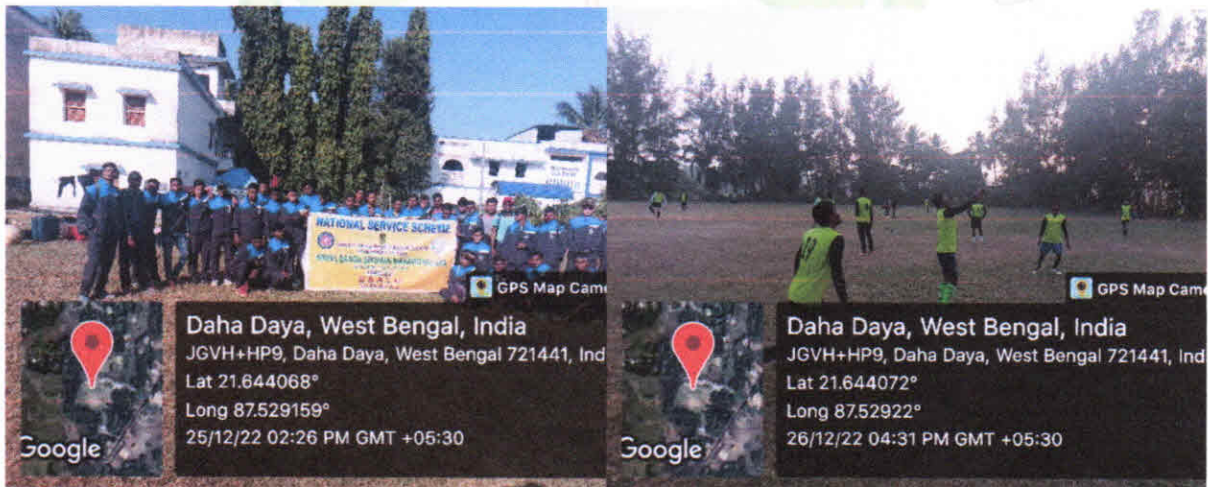 NATIONAL SERVICE SCHEME
GPS Map Came
Daha Daya, West Bengal, India
JGVH+HP9, Daha Daya, West Bengal 721441, Ind
Lat 21.644068°
Long 87.529159°
25/12/22 02:26 PM GMT +05:30
Google
GPS Map Came
Daha Daya, West Bengal, India
JGVH+HP9, Daha Daya, West Bengal 721441, Ind
Lat 21.644072°
Long 87.52922°
26/12/22 04:31 PM GMT +05:30
Google